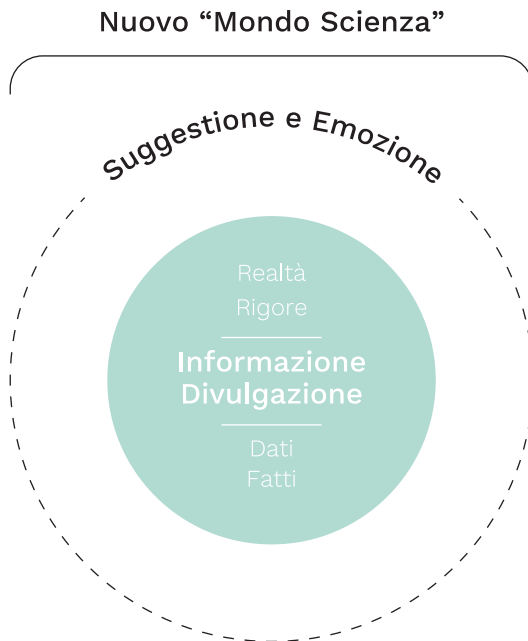 Nuovo “Mondo Scienza”
Suggestione e Emozione
Realtà
Rigore
Informazione
Divulgazione
Dati
Fatti